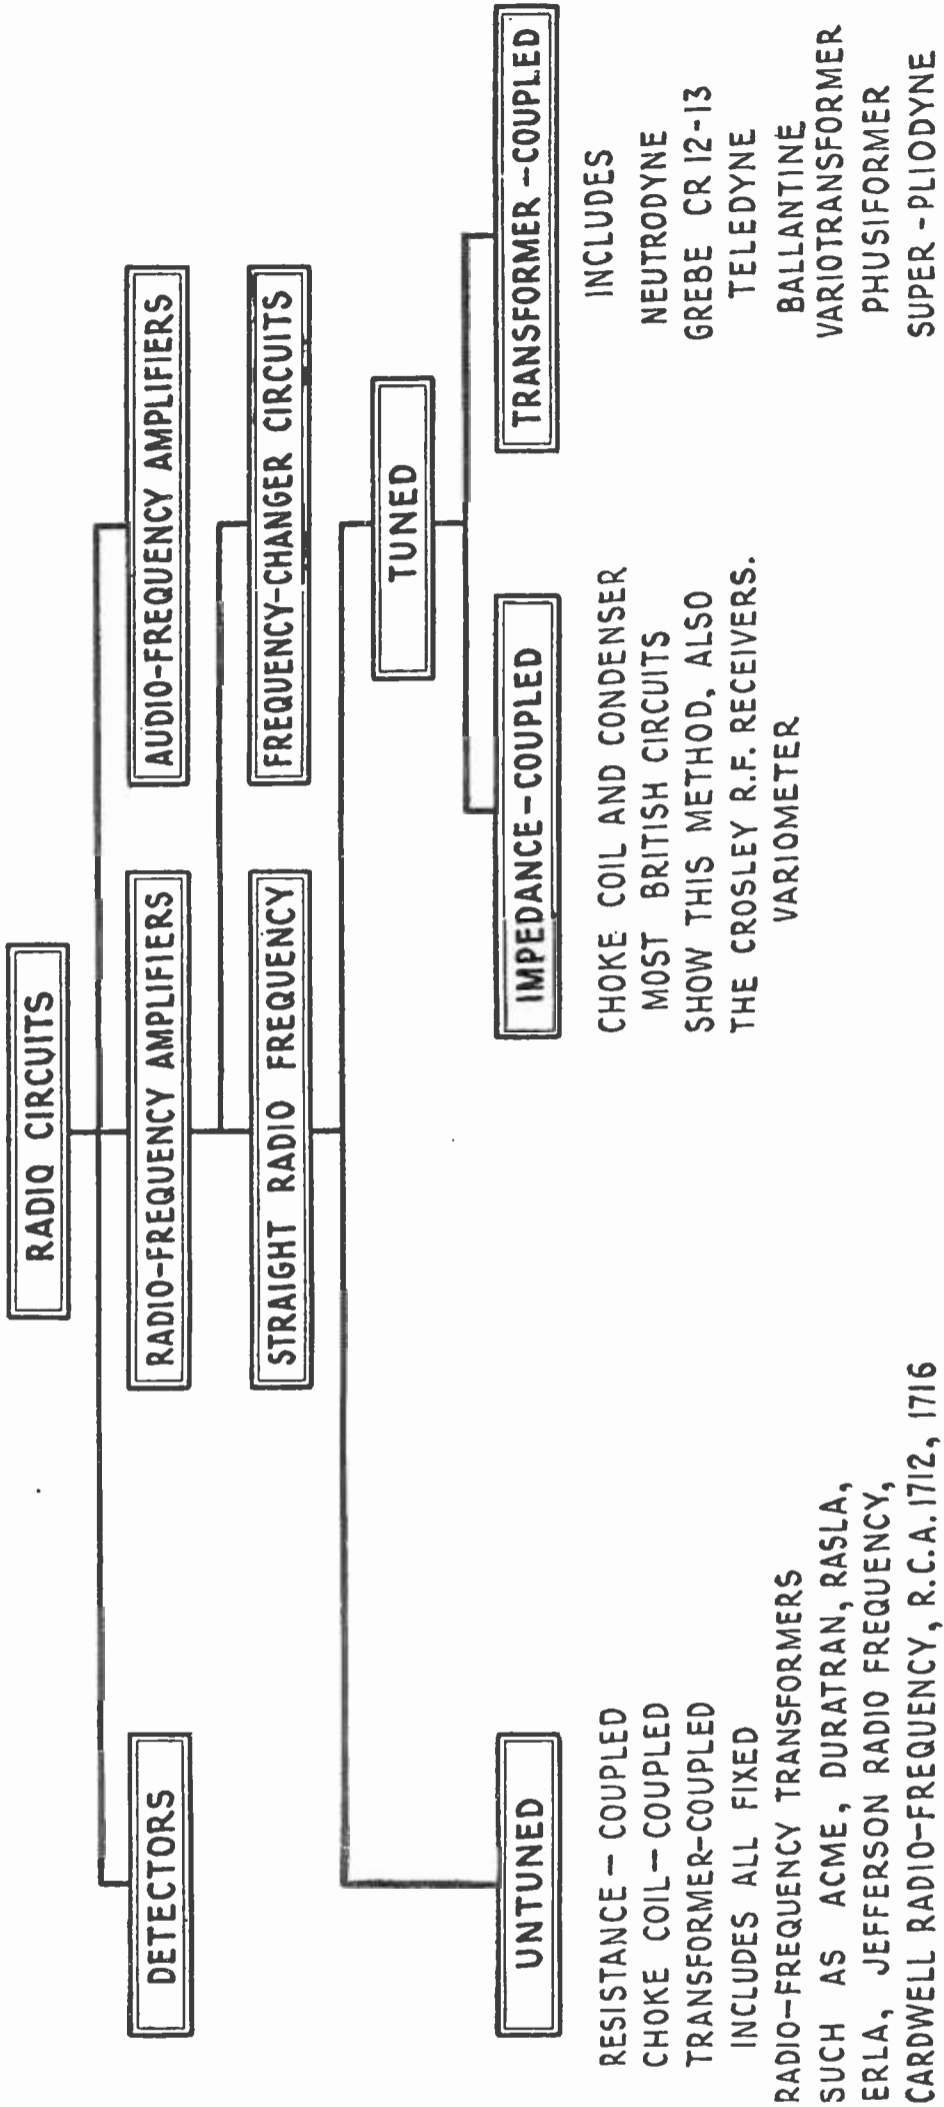 RADIO CIRCUITS
DETECTORS
RADIO-FREQUENCY AMPLIFIERS
AUDIO-FREQUENCY AMPLIFIERS
STRAIGHT RADIO FREQUENCY
FREQUENCY-CHANGER CIRCUITS
TUNED
UNTUNED
RESISTANCE-COUPLED
CHOKE COIL-COUPLED
TRANSFORMER-COUPLED
INCLUDES ALL FIXED
RADIO-FREQUENCY TRANSFORMERS
SUCH AS ACME, DURATRAN, RASLA,
ERLA, JEFFERSON RADIO FREQUENCY,
CARDWELL RADIO-FREQUENCY, R.C.A. 1712, 1716
IMPEDANCE-COUPLED
CHOKE COIL AND CONDENSER
MOST BRITISH CIRCUITS
SHOW THIS METHOD, ALSO
THE CROSLEY R.F. RECEIVERS.
VARIOMETER
TRANSFORMER-COUPLED
INCLUDES
NEUTRODYNE
GREBE CR 12-13
TELEDYNE
BALLANTINE
VARIOTRANSFORMER
PHUSIFORMER
SUPER-PLIODYNE